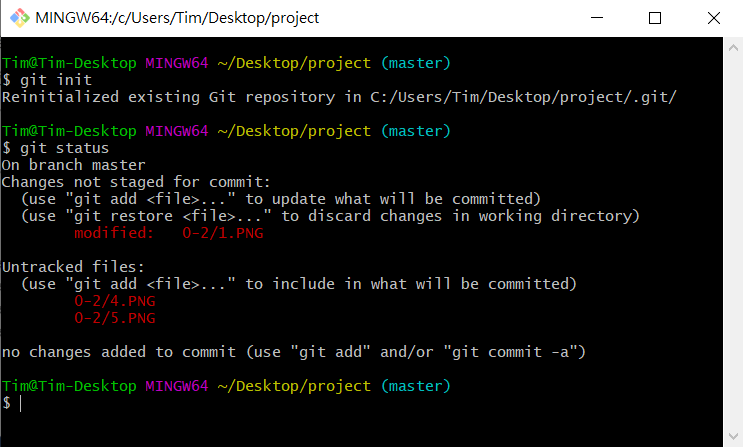 MINGW64:/c/Users/Tim/Desktop/project
Tim@Tim-Desktop MINGW64 ~/Desktop/project (master)
$ git init
Reinitialized existing Git repository in C:/Users/Tim/Desktop/project/.git/
Tim@Tim-Desktop MINGW64 ~/Desktop/project (master)
$ git status
On branch master
Changes not staged for commit:
  (use "git add <file>..." to update what will be committed)
  (use "git restore <file>..." to discard changes in working directory)
        modified:   0-2/1.PNG
Untracked files:
  (use "git add <file>..." to include in what will be committed)
        0-2/4.PNG
        0-2/5.PNG
no changes added to commit (use "git add" and/or "git commit -a")
Tim@Tim-Desktop MINGW64 ~/Desktop/project (master)
$